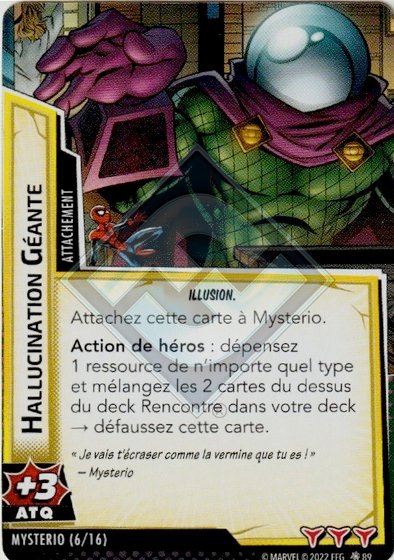 HALLUCINATION GÉANTE
ATTACHEMENT
ILLUSION.
Attachez cette carte à Mysterio.
Action de héros : dépensez
1 ressource de n'importe quel type
et mélangez les 2 cartes du dessus
du deck Rencontre dans votre deck
→ défaussez cette carte.
« Je vais t'écraser comme la vermine que tu es ! »
– Mysterio
+3
ATQ
MYSTERIO (6/16)
© MARVEL © 2022 FFG 89